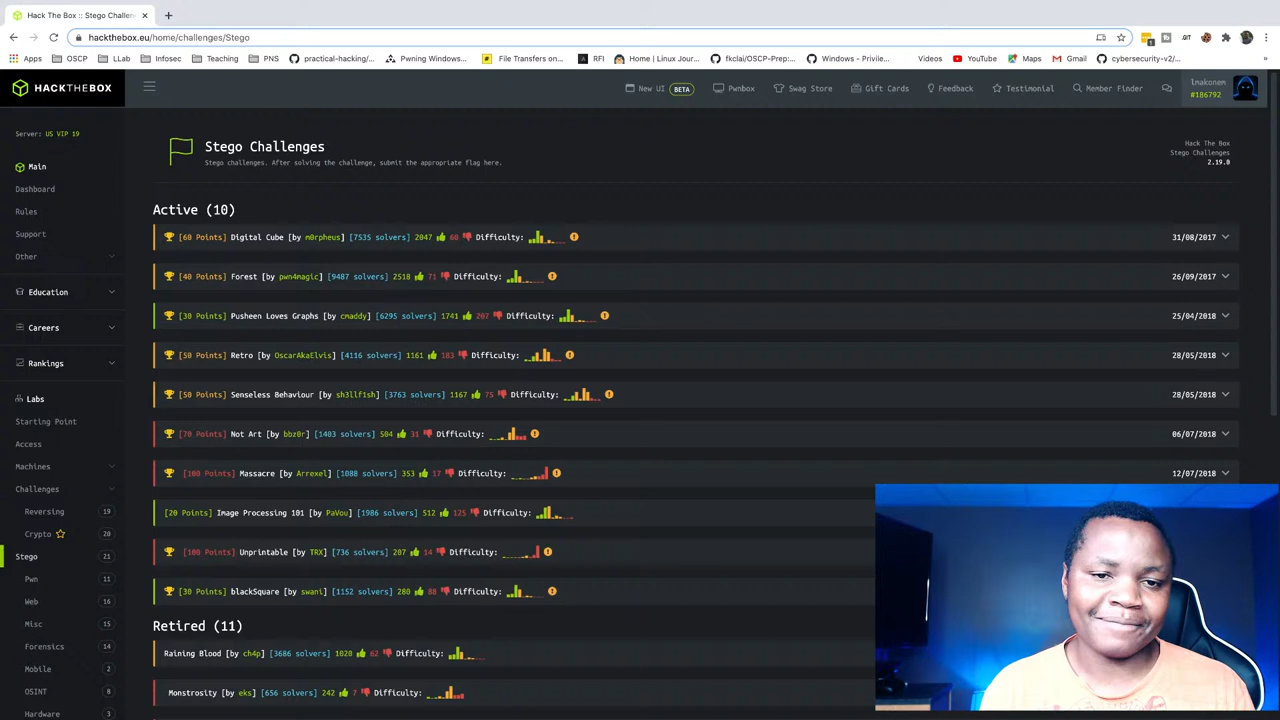 Hack The Box :: Stego Challen
hackthebox.eu/home/challenges/Stego
Apps OSCP LLab Infosec Teaching PNS practical-hacking/... Pwning Windows... File Transfers on... RFI Home | Linux Jour... fkclai/OSCP-Prep:... Windows - Privile... Videos YouTube Maps Gmail cybersecurity-v2/... »
HACKTHEBOX New UI BETA Pwnbox Swag Store Gift Cards Feedback Testimonial Member Finder lmakonem
#186792
Server: US VIP 19
Main
Dashboard
Rules
Support
Other
Education
Careers
Rankings
Labs
Starting Point
Access
Machines
Challenges
Reversing 19
Crypto 20
Stego 21
Pwn 11
Web 16
Misc 15
Forensics 14
Mobile 2
OSINT 8
Hardware 3
Stego Challenges
Stego challenges. After solving the challenge, submit the appropriate flag here.
Hack The Box
Stego Challenges
2.19.0
Active (10)
[60 Points] Digital Cube [by m0rpheus] [7535 solvers] 2047 60 Difficulty: 31/08/2017
[40 Points] Forest [by pwn4magic] [9487 solvers] 2518 71 Difficulty: 26/09/2017
[30 Points] Pusheen Loves Graphs [by cmaddy] [6295 solvers] 1741 207 Difficulty: 25/04/2018
[50 Points] Retro [by OscarAkaElvis] [4116 solvers] 1161 183 Difficulty: 28/05/2018
[50 Points] Senseless Behaviour [by sh3llf1sh] [3763 solvers] 1167 75 Difficulty: 28/05/2018
[70 Points] Not Art [by bbz0r] [1403 solvers] 504 31 Difficulty: 06/07/2018
[100 Points] Massacre [by Arrexel] [1088 solvers] 353 17 Difficulty: 12/07/2018
[20 Points] Image Processing 101 [by PaVou] [1986 solvers] 512 125 Difficulty:
[100 Points] Unprintable [by TRX] [736 solvers] 207 14 Difficulty:
[30 Points] blackSquare [by swani] [1152 solvers] 280 88 Difficulty:
Retired (11)
Raining Blood [by ch4p] [3686 solvers] 1020 62 Difficulty:
Monstrosity [by eks] [656 solvers] 242 7 Difficulty: